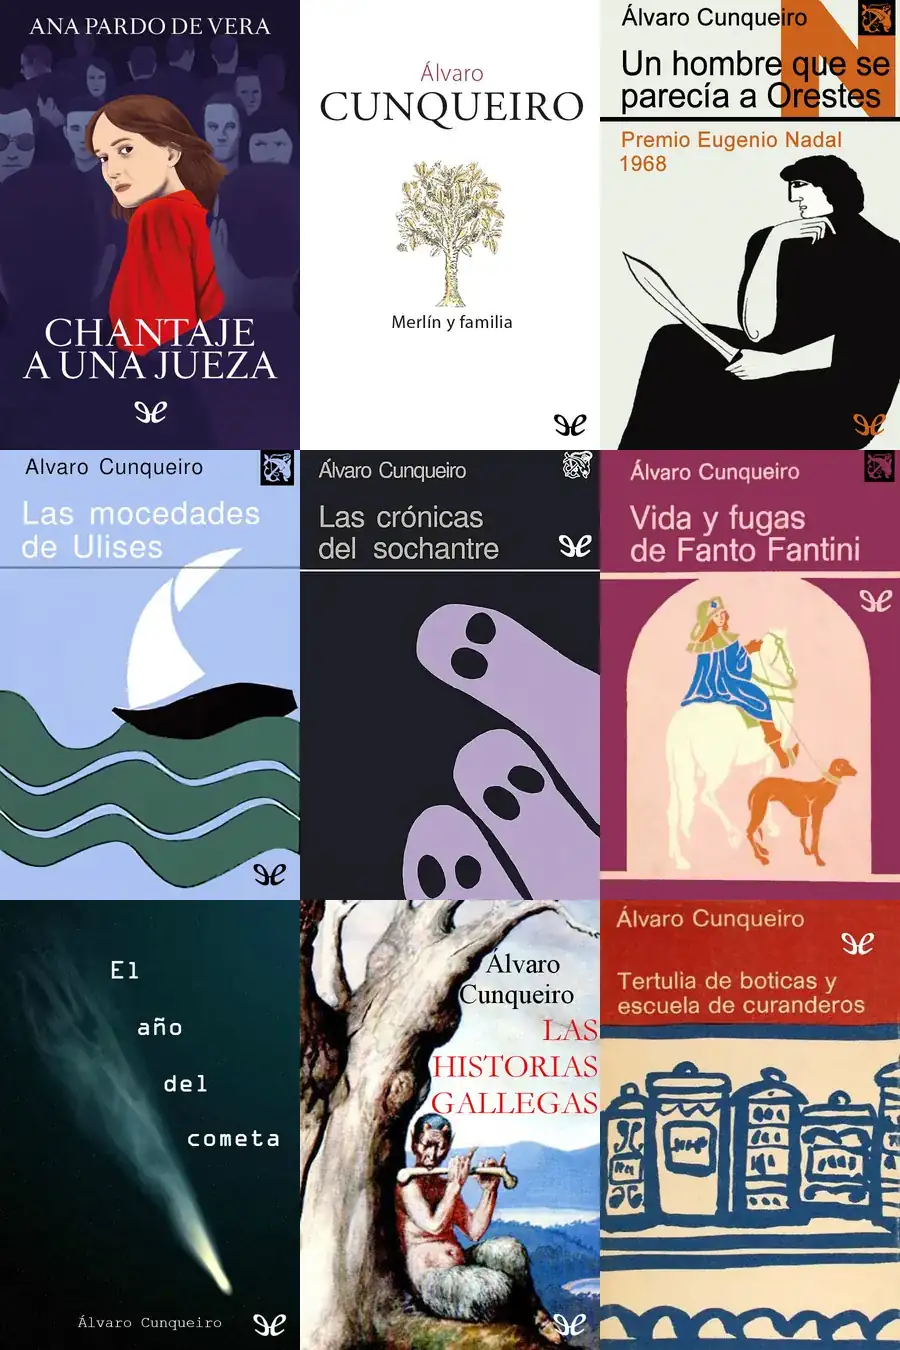 ANA PARDO DE VERA
CHANTAJE
A UNA JUEZA
Álvaro
CUNQUEIRO
Merlín y familia
Álvaro Cunqueiro
Un hombre que se
parecía a Orestes
Premio Eugenio Nadal
1968
Álvaro Cunqueiro
Las mocedades
de Ulises
Álvaro Cunqueiro
Las crónicas
del sochantre
Álvaro Cunqueiro
Vida y fugas
de Fanto Fantini
El
año
del
cometa
Álvaro Cunqueiro
Álvaro
Cunqueiro
LAS
HISTORIAS
GALLEGAS
Álvaro Cunqueiro
Tertulia de boticas y
escuela de curanderos